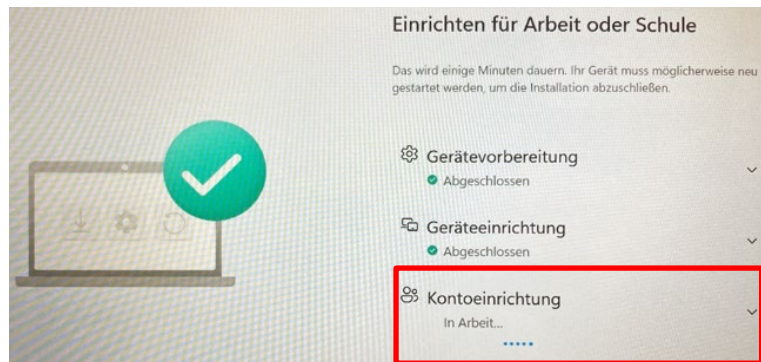 Einrichten für Arbeit oder Schule
Das wird einige Minuten dauern. Ihr Gerät muss möglicherweise neu
gestartet werden, um die Installation abzuschließen.
Gerätevorbereitung
Abgeschlossen
Geräteeinrichtung
Abgeschlossen
Kontoeinrichtung
In Arbeit...